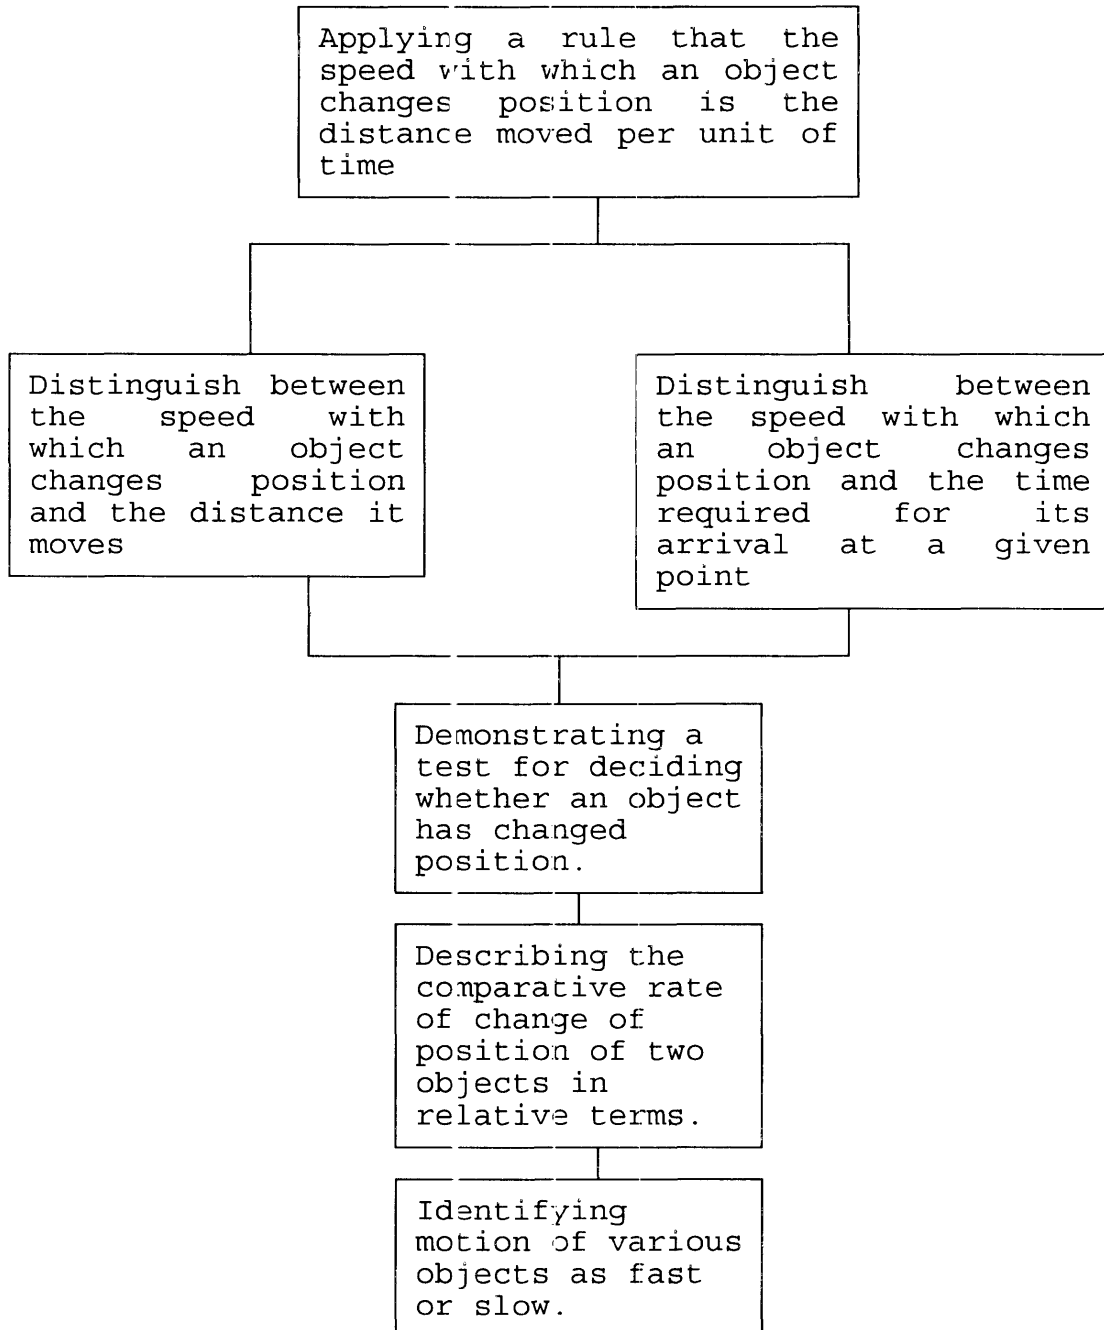 Applying a rule that the
speed with which an object
changes position is the
distance moved per unit of
time
Distinguish between
the speed with
which an object
changes position
and the distance it
moves
Distinguish between
the speed with which
an object changes
position and the time
required for its
arrival at a given
point
Demonstrating a
test for deciding
whether an object
has changed
position.
Describing the
comparative rate
of change of
position of two
objects in
relative terms.
Identifying
motion of various
objects as fast
or slow.